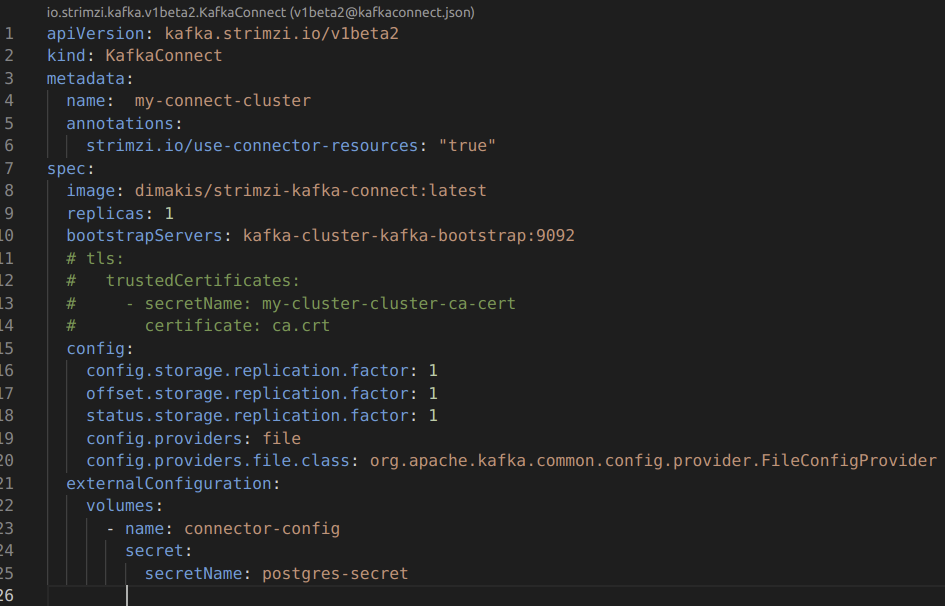 io.strimzi.kafka.v1beta2.KafkaConnect (v1beta2@kafkaconnect.json)
1 apiVersion: kafka.strimzi.io/v1beta2
2 kind: KafkaConnect
3 metadata:
4   name:  my-connect-cluster
5   annotations:
6     strimzi.io/use-connector-resources: "true"
7 spec:
8   image: dimakis/strimzi-kafka-connect:latest
9   replicas: 1
10   bootstrapServers: kafka-cluster-kafka-bootstrap:9092
11   # tls:
12   #   trustedCertificates:
13   #     - secretName: my-cluster-cluster-ca-cert
14   #       certificate: ca.crt
15   config:
16     config.storage.replication.factor: 1
17     offset.storage.replication.factor: 1
18     status.storage.replication.factor: 1
19     config.providers: file
20     config.providers.file.class: org.apache.kafka.common.config.provider.FileConfigProvider
21   externalConfiguration:
22     volumes:
23       - name: connector-config
24         secret:
25           secretName: postgres-secret
26